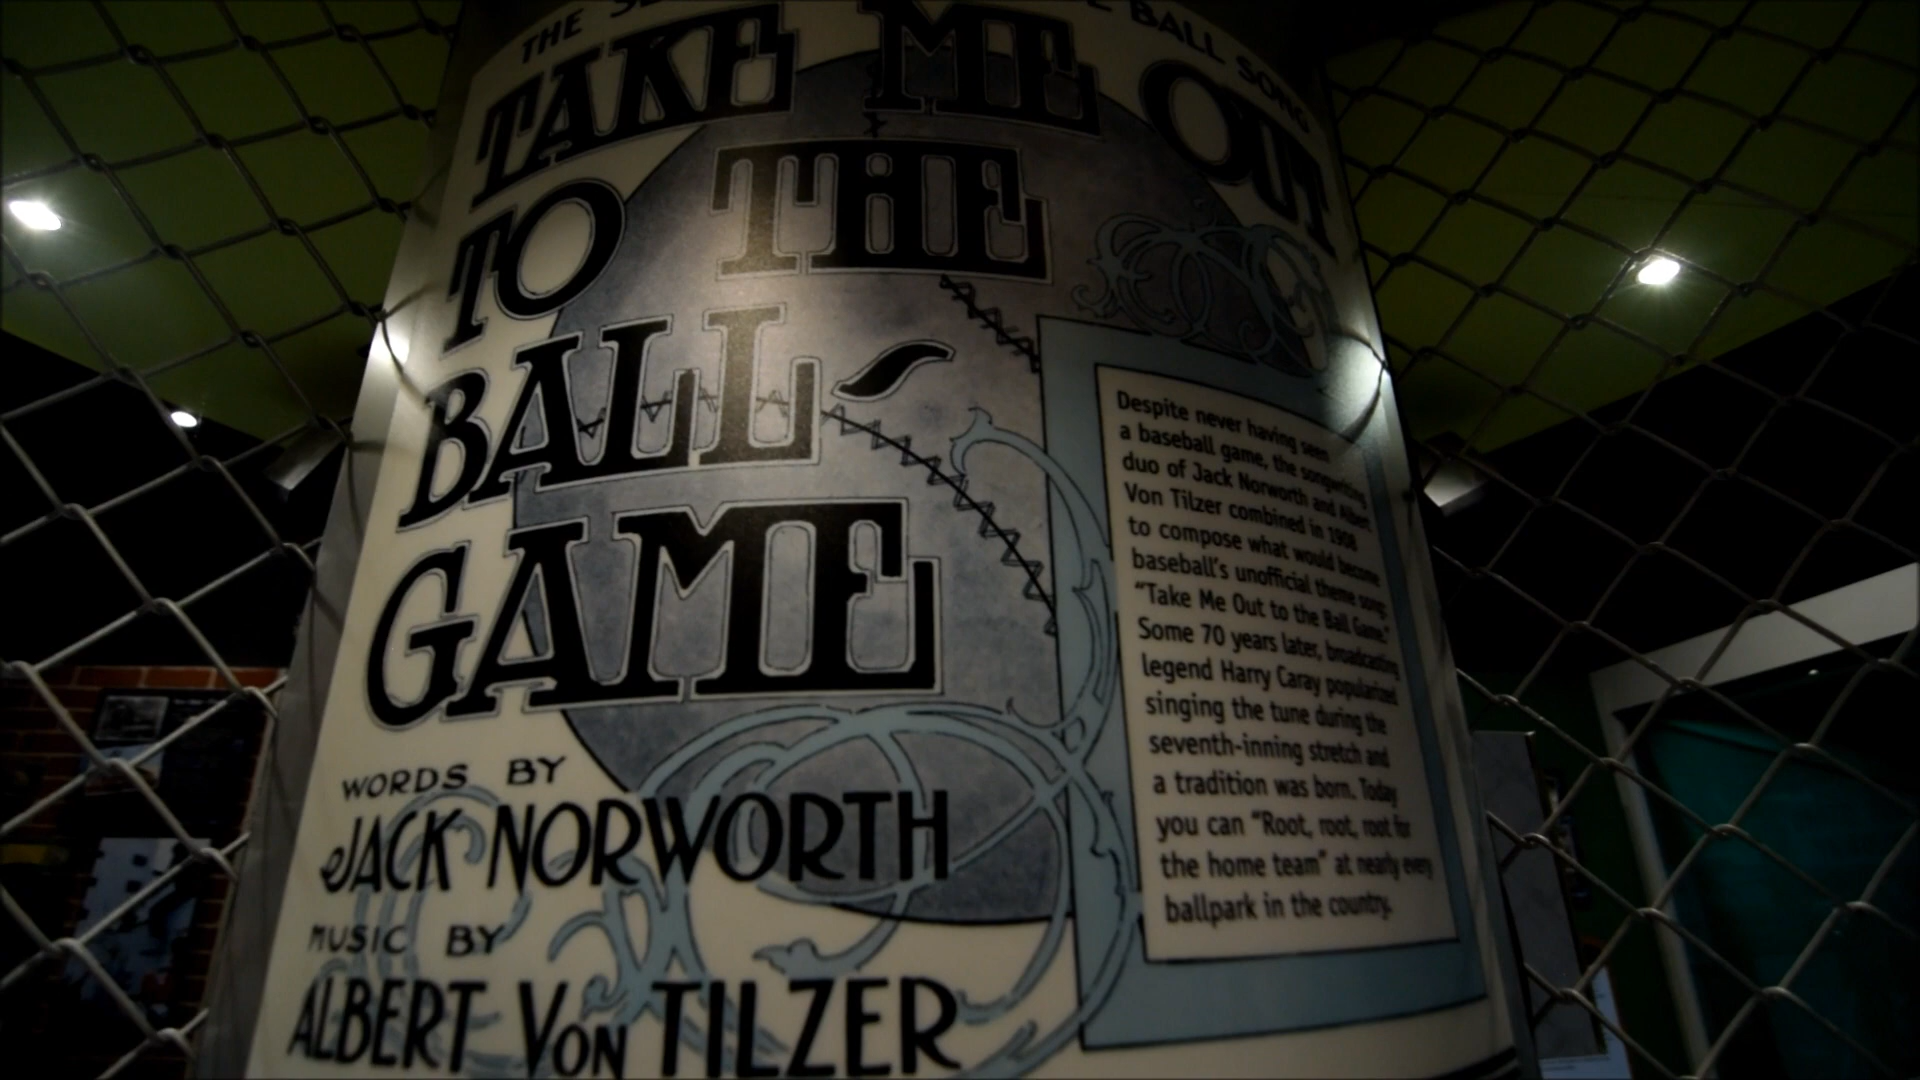 THE
BALL SONG
TAKE ME OUT
TO THE
BALL
GAME
WORDS BY
JACK NORWORTH
MUSIC BY
ALBERT VON TILZER
Despite never having seen
a baseball game, the songwriting
duo of Jack Norworth and Albert
Von Tilzer combined in 1908
to compose what would become
baseball's unofficial theme song:
"Take Me Out to the Ball Game."
Some 70 years later, broadcasting
legend Harry Caray popularized
singing the tune during the
seventh-inning stretch and
a tradition was born. Today
you can "Root, root, root for
the home team" at nearly every
ballpark in the country.